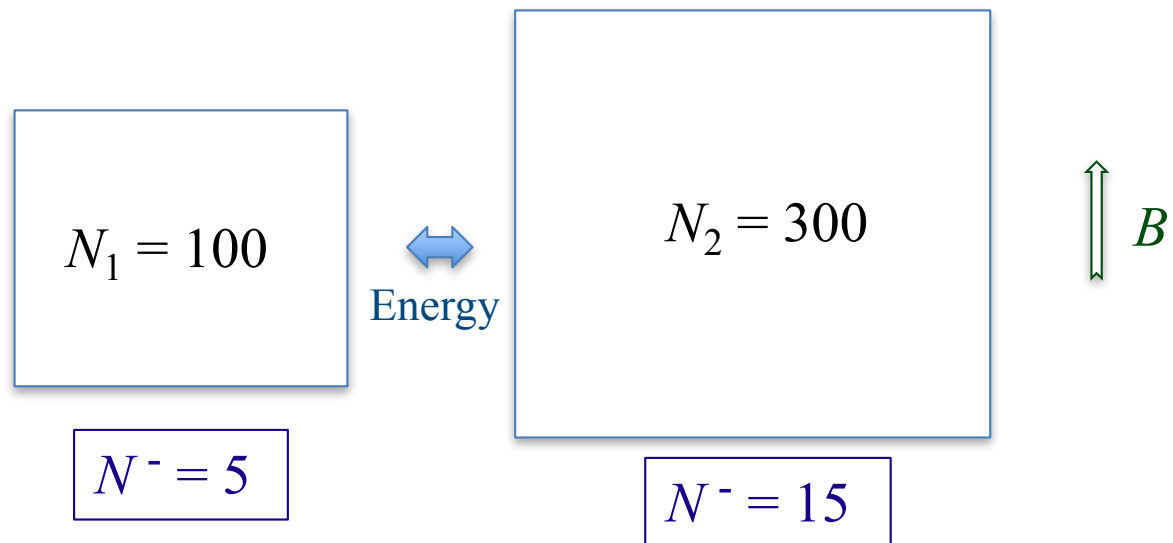 N₁ = 100
Energy
N₂ = 300
B
N⁻ = 5
N⁻ = 15